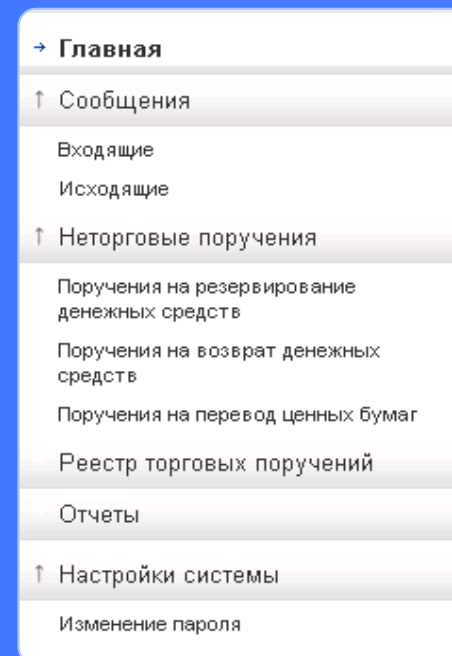 Главная
Сообщения
Входящие
Исходящие
Неторговые поручения
Поручения на резервирование
денежных средств
Поручения на возврат денежных
средств
Поручения на перевод ценных бумаг
Реестр торговых поручений
Отчеты
Настройки системы
Изменение пароля